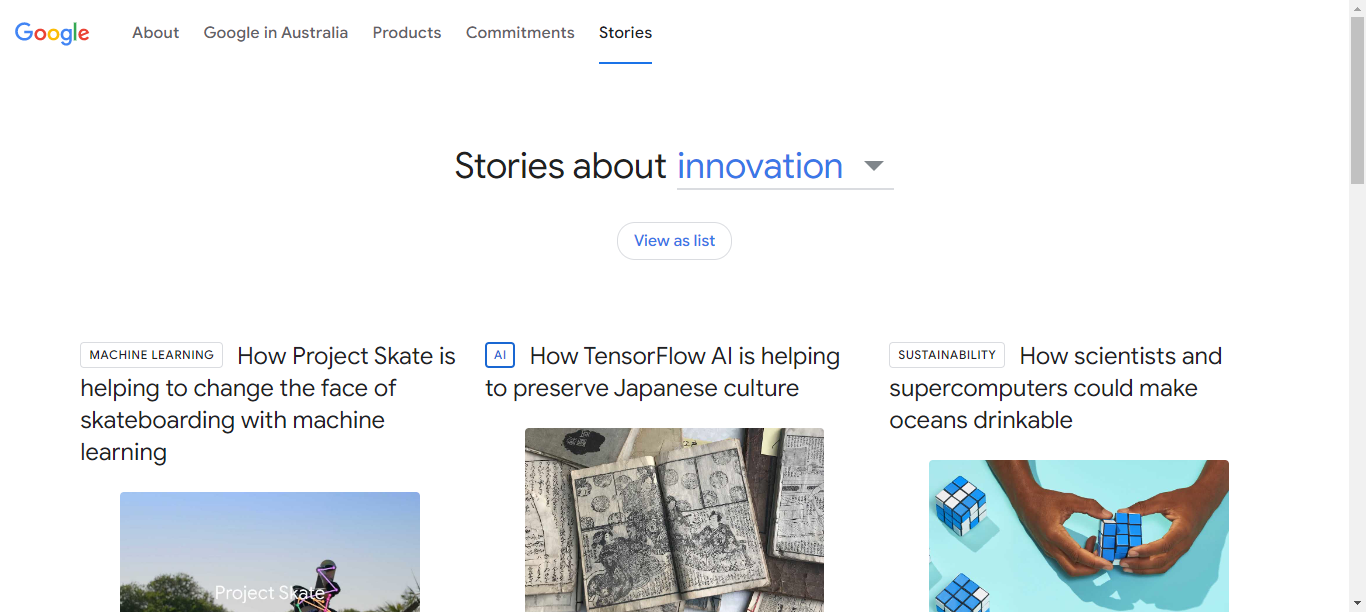 Google About Google in Australia Products Commitments Stories
Stories about innovation
View as list
MACHINE LEARNING How Project Skate is
helping to change the face of
skateboarding with machine
learning
Project Skate
AI How TensorFlow AI is helping
to preserve Japanese culture
SUSTAINABILITY How scientists and
supercomputers could make
oceans drinkable